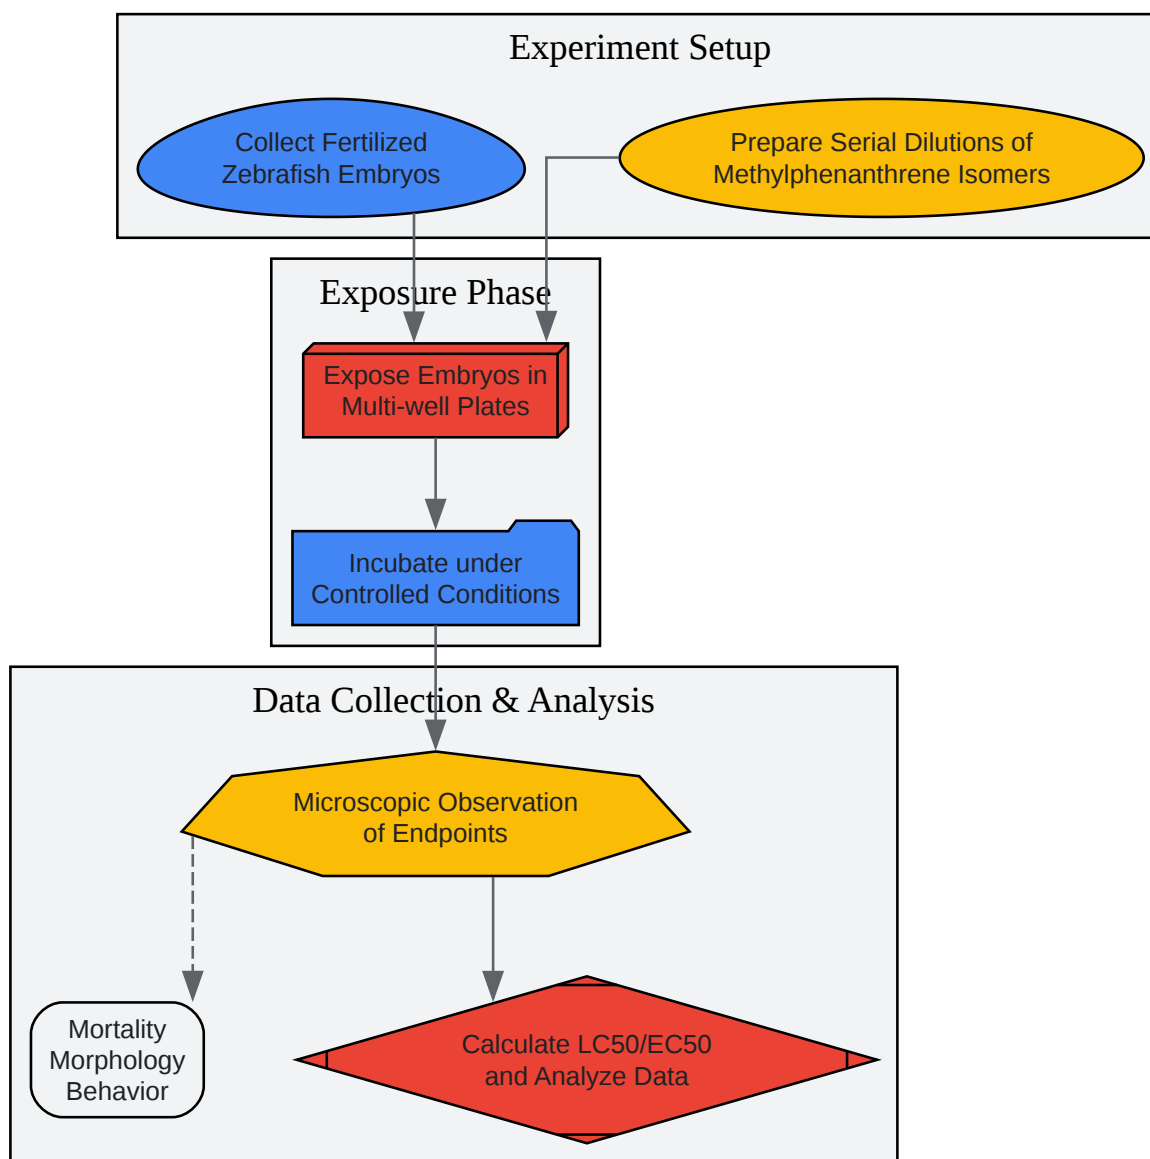 Experiment Setup
Collect Fertilized
Zebrafish Embryos
Prepare Serial Dilutions of
Methylphenanthrene Isomers
Exposure Phase
Expose Embryos in
Multi-well Plates
Incubate under
Controlled Conditions
Data Collection & Analysis
Microscopic Observation
of Endpoints
Mortality
Morphology
Behavior
Calculate LC50/EC50
and Analyze Data